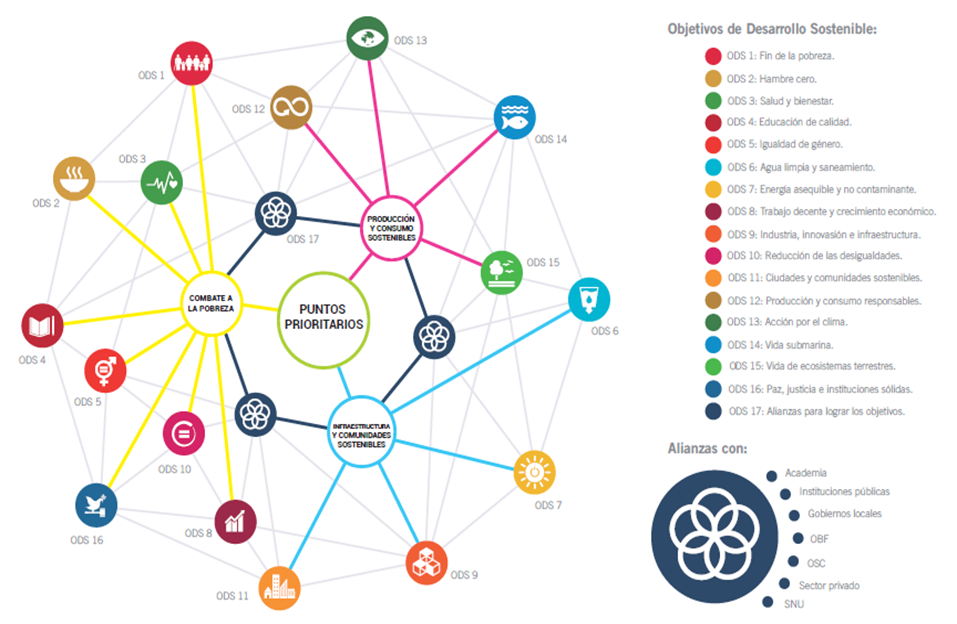 ODS 13
ODS 1
ODS 12
ODS 14
ODS 3
ODS 2
PRODUCCIÓN
Y CONSUMO
SOSTENIBLES
ODS 17
ODS 15
COMBATE A
LA POBREZA
PUNTOS
PRIORITARIOS
ODS 6
ODS 4
ODS 5
INFRAESTRUCTURA
Y COMUNIDADES
SOSTENIBLES
ODS 10
ODS 7
ODS 16
ODS 8
ODS 9
ODS 11
Objetivos de Desarrollo Sostenible:
ODS 1: Fin de la pobreza.
ODS 2: Hambre cero.
ODS 3: Salud y bienestar.
ODS 4: Educación de calidad.
ODS 5: Igualdad de género.
ODS 6: Agua limpia y saneamiento.
ODS 7: Energía asequible y no contaminante.
ODS 8: Trabajo decente y crecimiento económico.
ODS 9: Industria, innovación e infraestructura.
ODS 10: Reducción de las desigualdades.
ODS 11: Ciudades y comunidades sostenibles.
ODS 12: Producción y consumo responsables.
ODS 13: Acción por el clima.
ODS 14: Vida submarina.
ODS 15: Vida de ecosistemas terrestres.
ODS 16: Paz, justicia e instituciones sólidas.
ODS 17: Alianzas para lograr los objetivos.
Alianzas con:
Academia
Instituciones públicas
Gobiernos locales
OBF
OSC
Sector privado
SNU